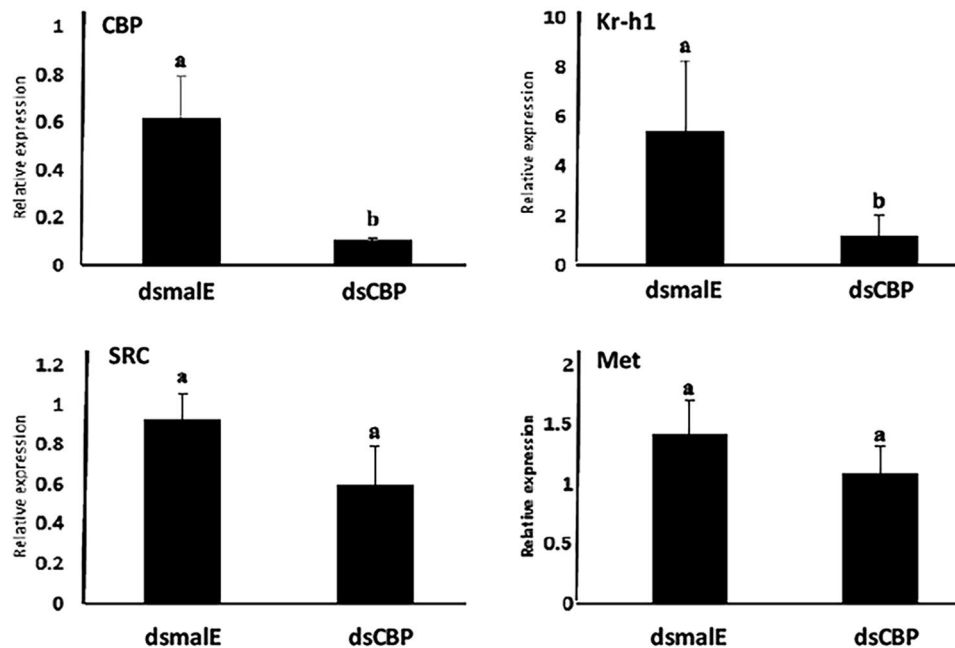 CBP
1
0.8
0.6
0.4
0.2
0
Relative expression
a
b
dsmalE
dsCBP
Kr-h1
10
8
6
4
2
0
Relative expression
a
b
dsmalE
dsCBP
SRC
1.2
1
0.8
0.6
0.4
0.2
0
Relative expression
a
a
dsmalE
dsCBP
Met
2
1.5
1
0.5
0
Relative expression
a
a
dsmalE
dsCBP